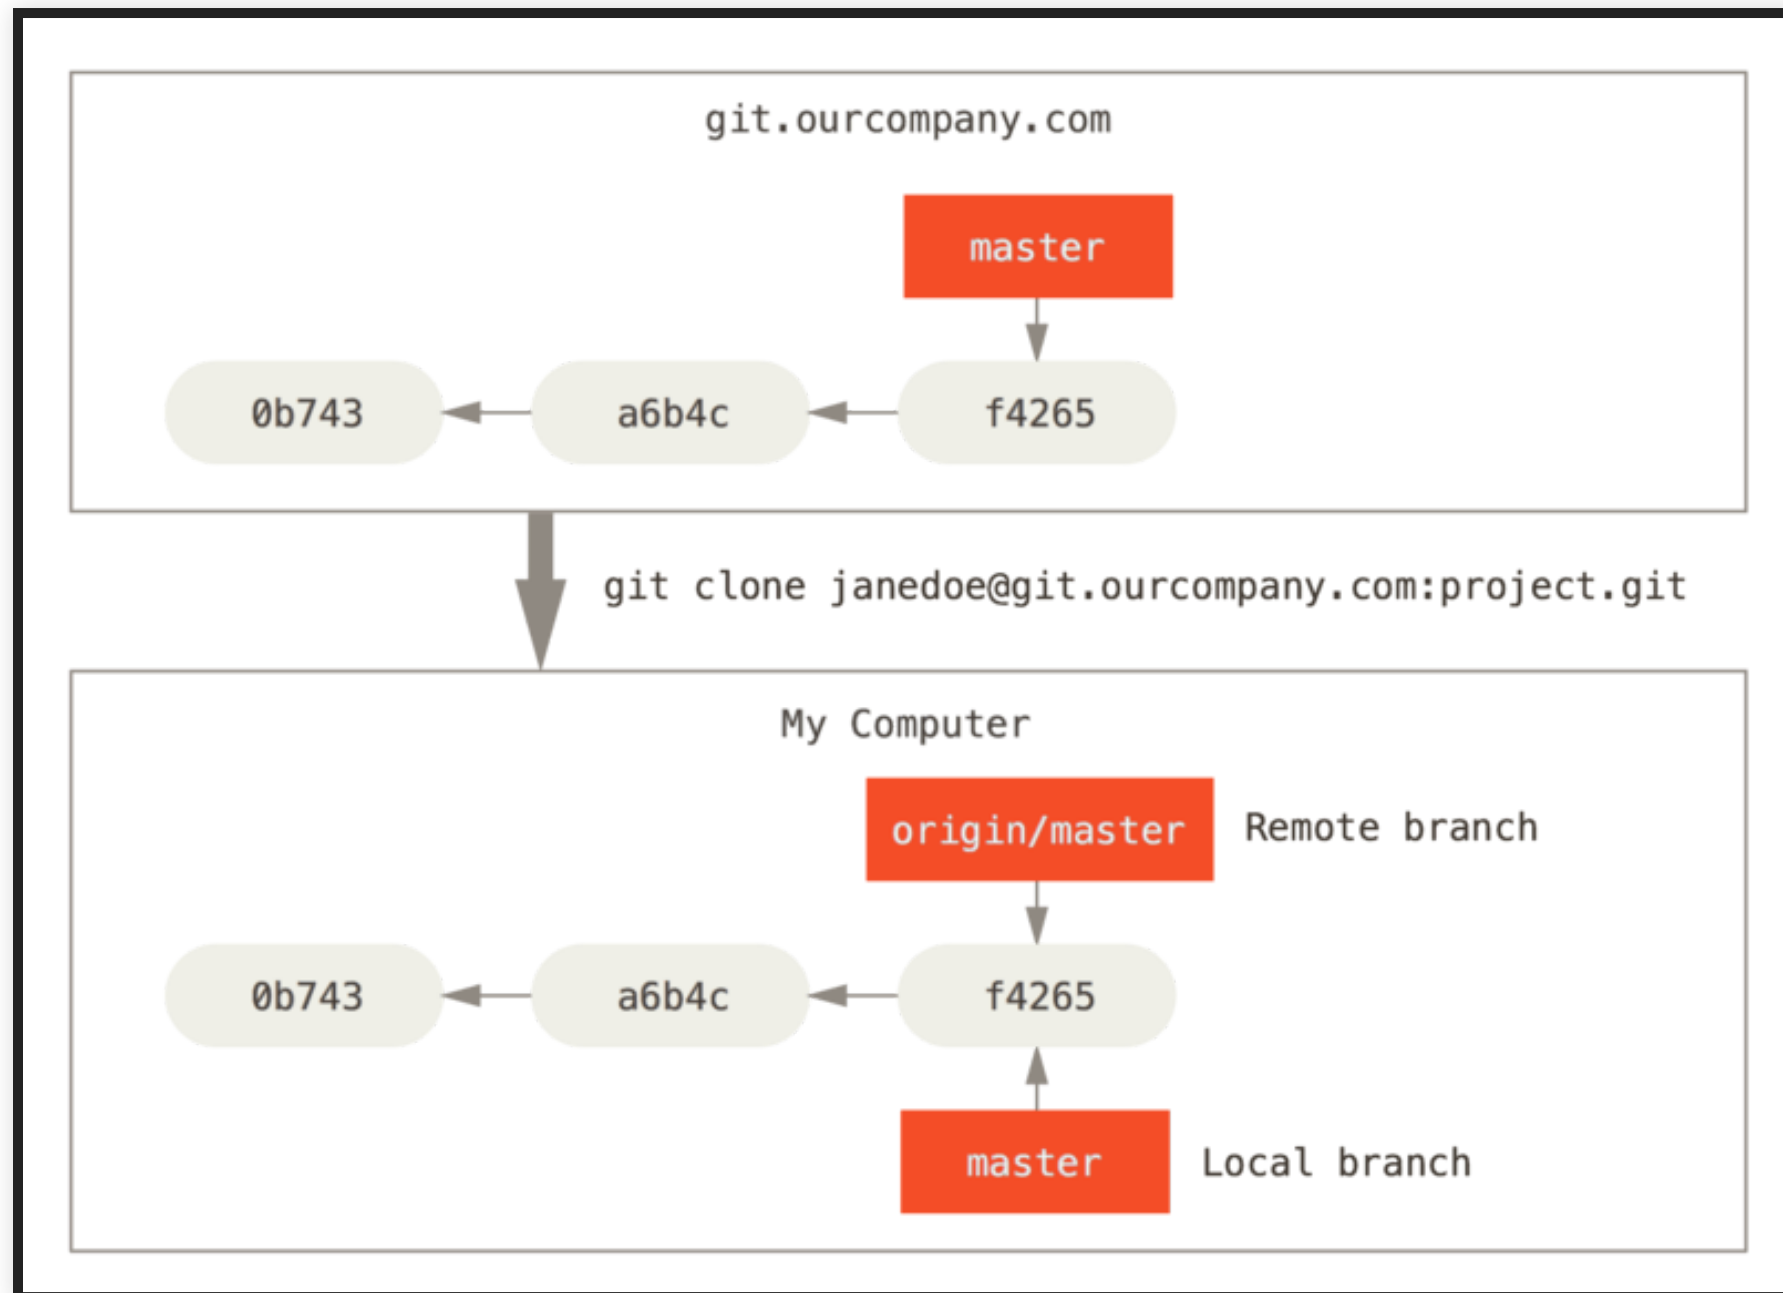 git.ourcompany.com
master
0b743
a6b4c
f4265
git clone janedoe@git.ourcompany.com:project.git
My Computer
origin/master
Remote branch
0b743
a6b4c
f4265
master
Local branch